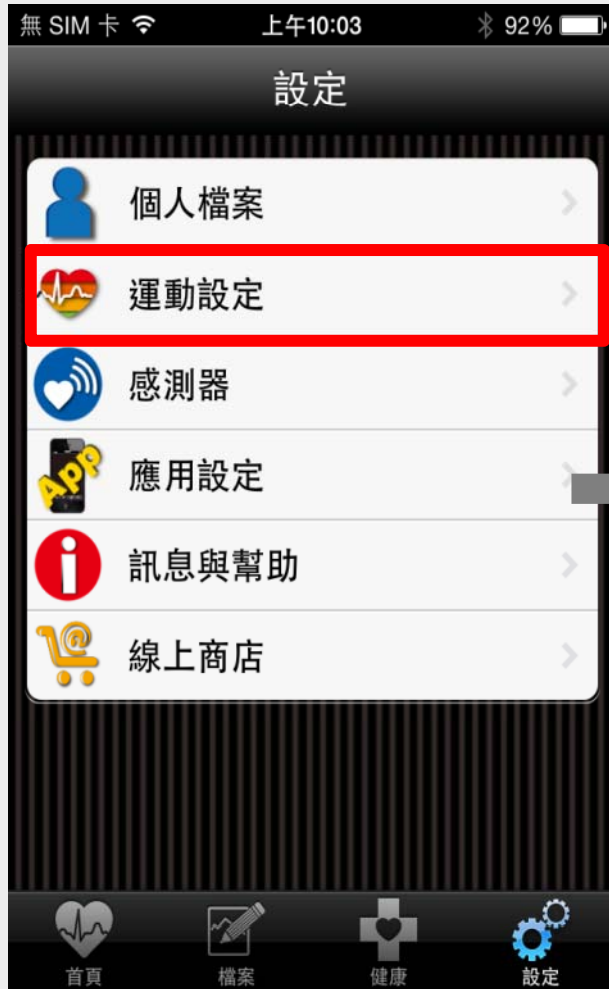 無 SIM 卡 上午10:03 92%
設定
個人檔案
運動設定
感測器
App 應用設定
訊息與幫助
線上商店
首頁 檔案 健康 設定